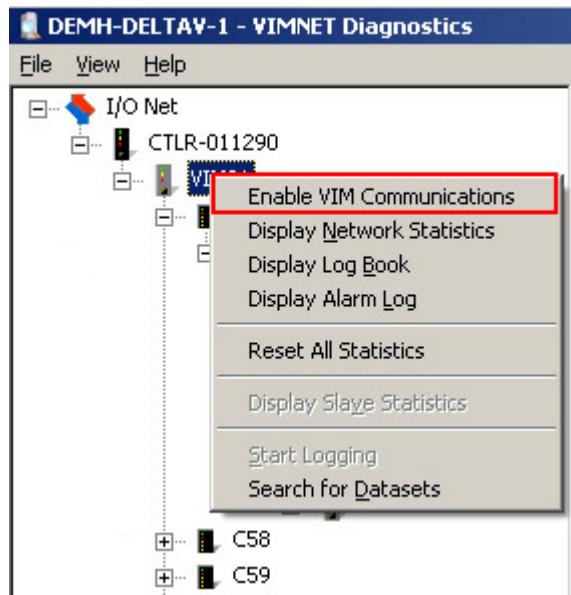 DEMH-DELTAV-1 - VIMNET Diagnostics
File View Help
I/O Net
CTLR-011290
Enable VIM Communications
Display Network Statistics
Display Log Book
Display Alarm Log
Reset All Statistics
Display Slave Statistics
Start Logging
Search for Datasets
C58
C59